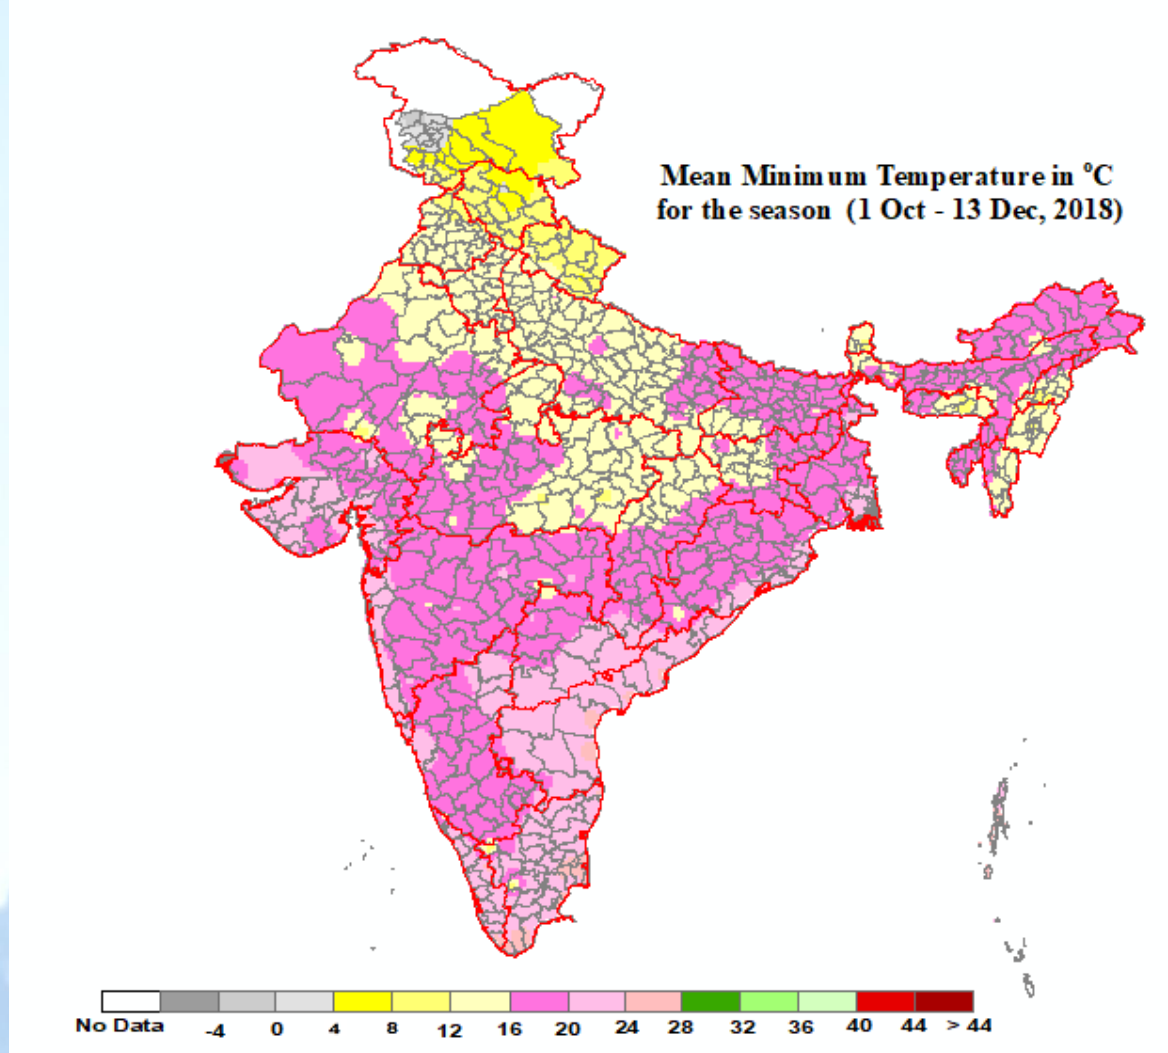 Mean Minimum Temperature in °C
for the season (1 Oct - 13 Dec, 2018)
No Data -4 0 4 8 12 16 20 24 28 32 36 40 44 > 44